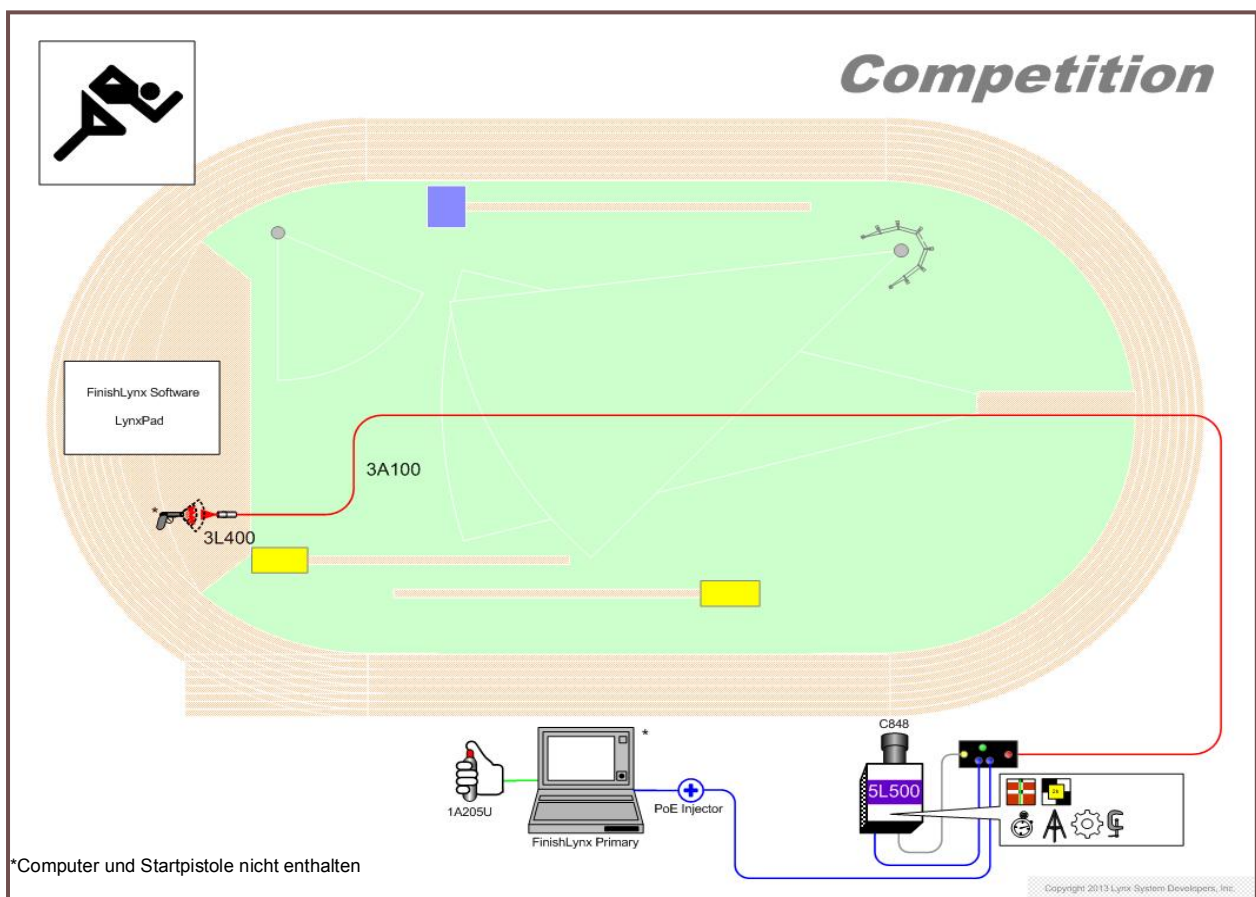 Competition
FinishLynx Software
LynxPad
3A100
*
3L400
C848
*
5L500
1A205U
PoE Injector
FinishLynx Primary
*Computer und Startpistole nicht enthalten
Copyright 2013 Lynx System Developers, Inc.